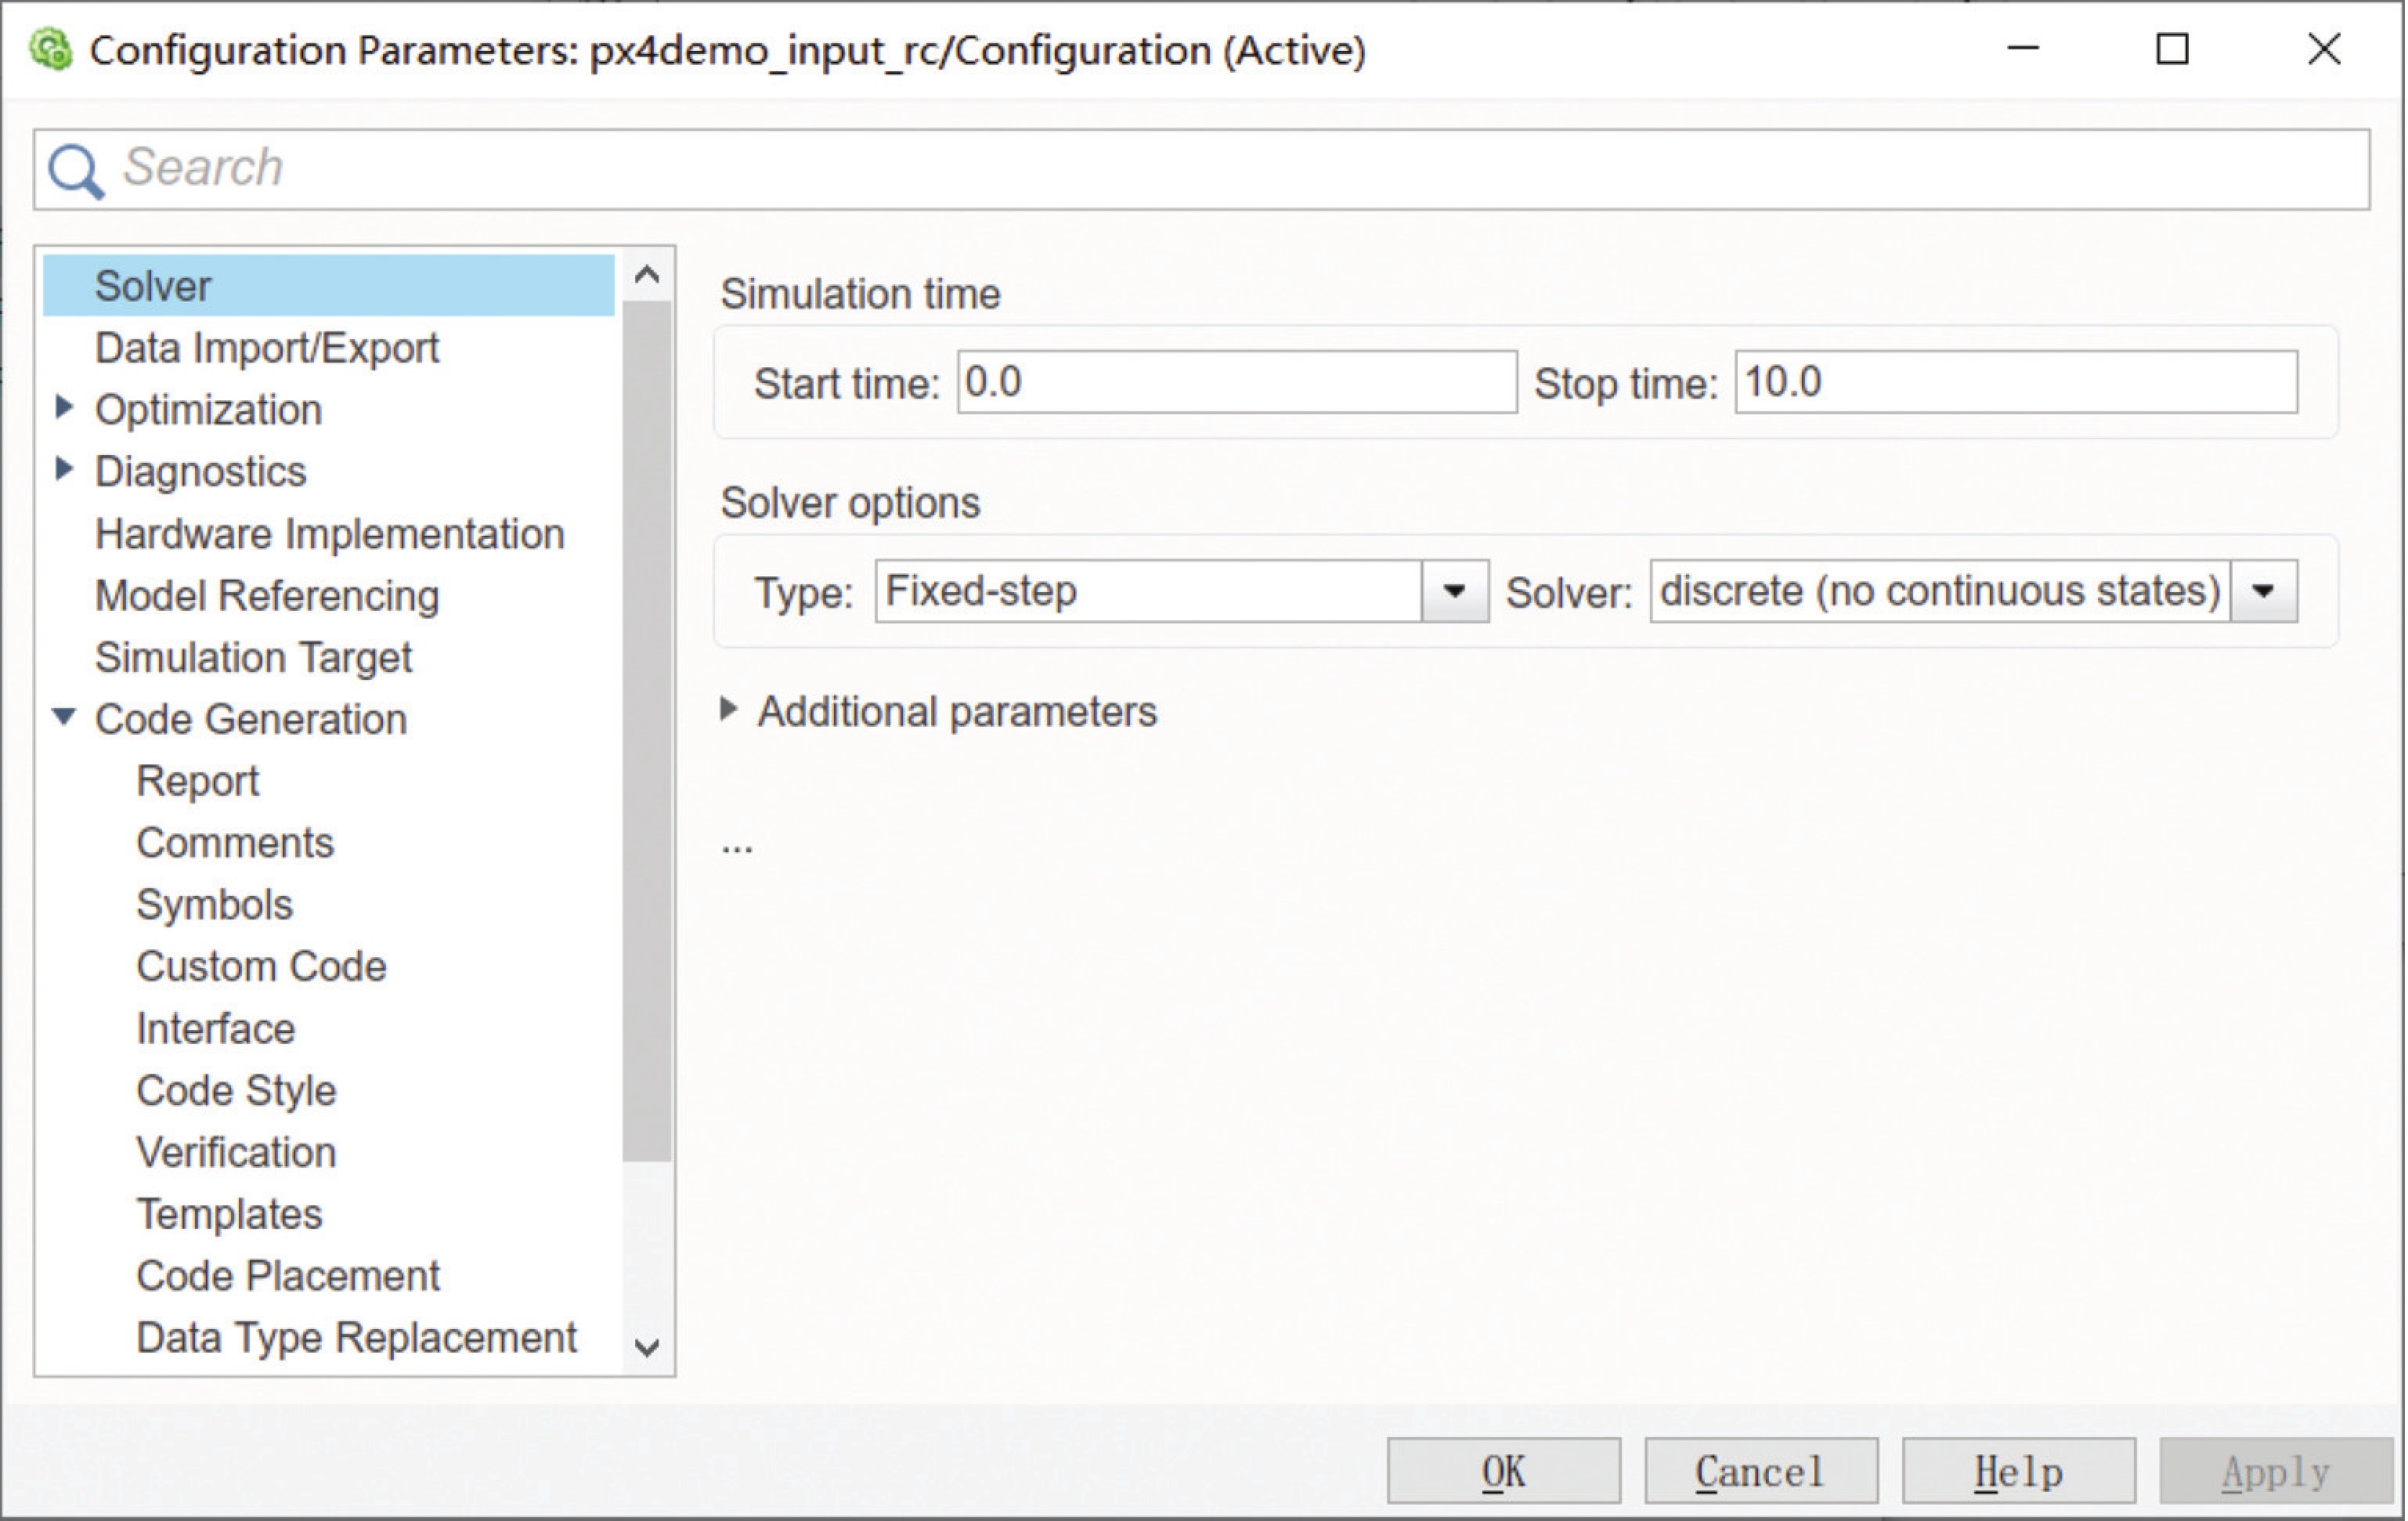 Configuration Parameters: px4demo_input_rc/Configuration (Active)
Search
Solver
Data Import/Export
Optimization
Diagnostics
Hardware Implementation
Model Referencing
Simulation Target
Code Generation
Report
Comments
Symbols
Custom Code
Interface
Code Style
Verification
Templates
Code Placement
Data Type Replacement
Simulation time
Start time: 0.0 Stop time: 10.0
Solver options
Type: Fixed-step Solver: discrete (no continuous states)
Additional parameters
...
OK Cancel Help Apply